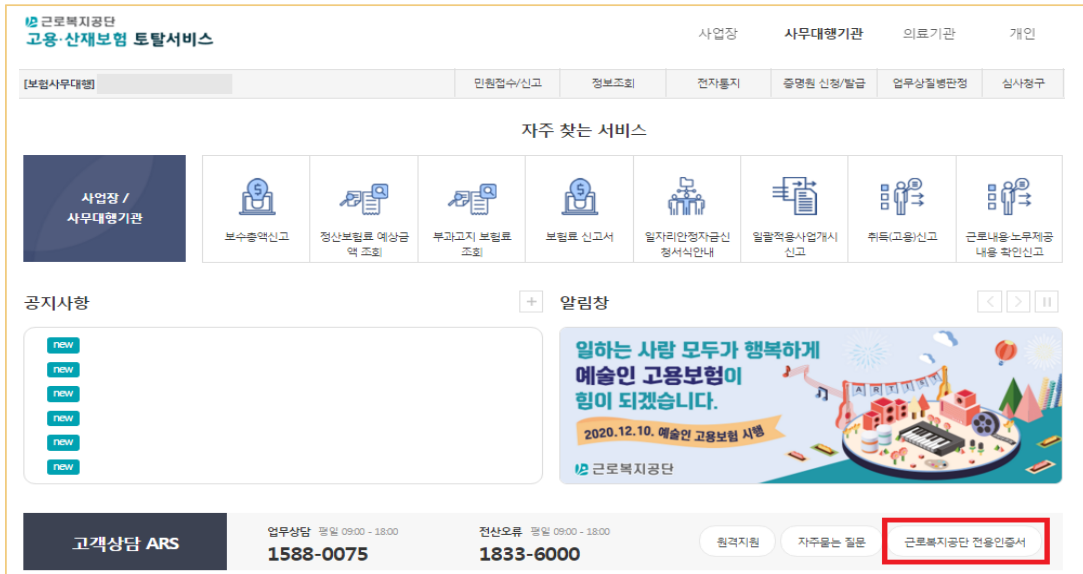 근로복지공단
고용·산재보험 토탈서비스
사업장 사무대행기관 의료기관 개인
[보험사무대행] 민원접수/신고 정보조회 전자통지 증명원 신청/발급 업무상질병판정 심사청구
자주 찾는 서비스
사업장 /
사무대행기관
보수총액신고
정산보험료 예상금
액 조회
부과고지 보험료
조회
보험료 신고서
일자리안정자금신
청서식안내
일괄적용사업개시
신고
취득(고용)신고
근로내용·노무제공
내용 확인신고
공지사항 +
new
new
new
new
new
new
알림창
일하는 사람 모두가 행복하게
예술인 고용보험이
힘이 되겠습니다.
2020.12.10. 예술인 고용보험 시행
근로복지공단
ARTIST
고객상담 ARS
업무상담 평일 09:00 - 18:00
1588-0075
전산오류 평일 09:00 - 18:00
1833-6000
원격지원 자주묻는 질문 근로복지공단 전용인증서